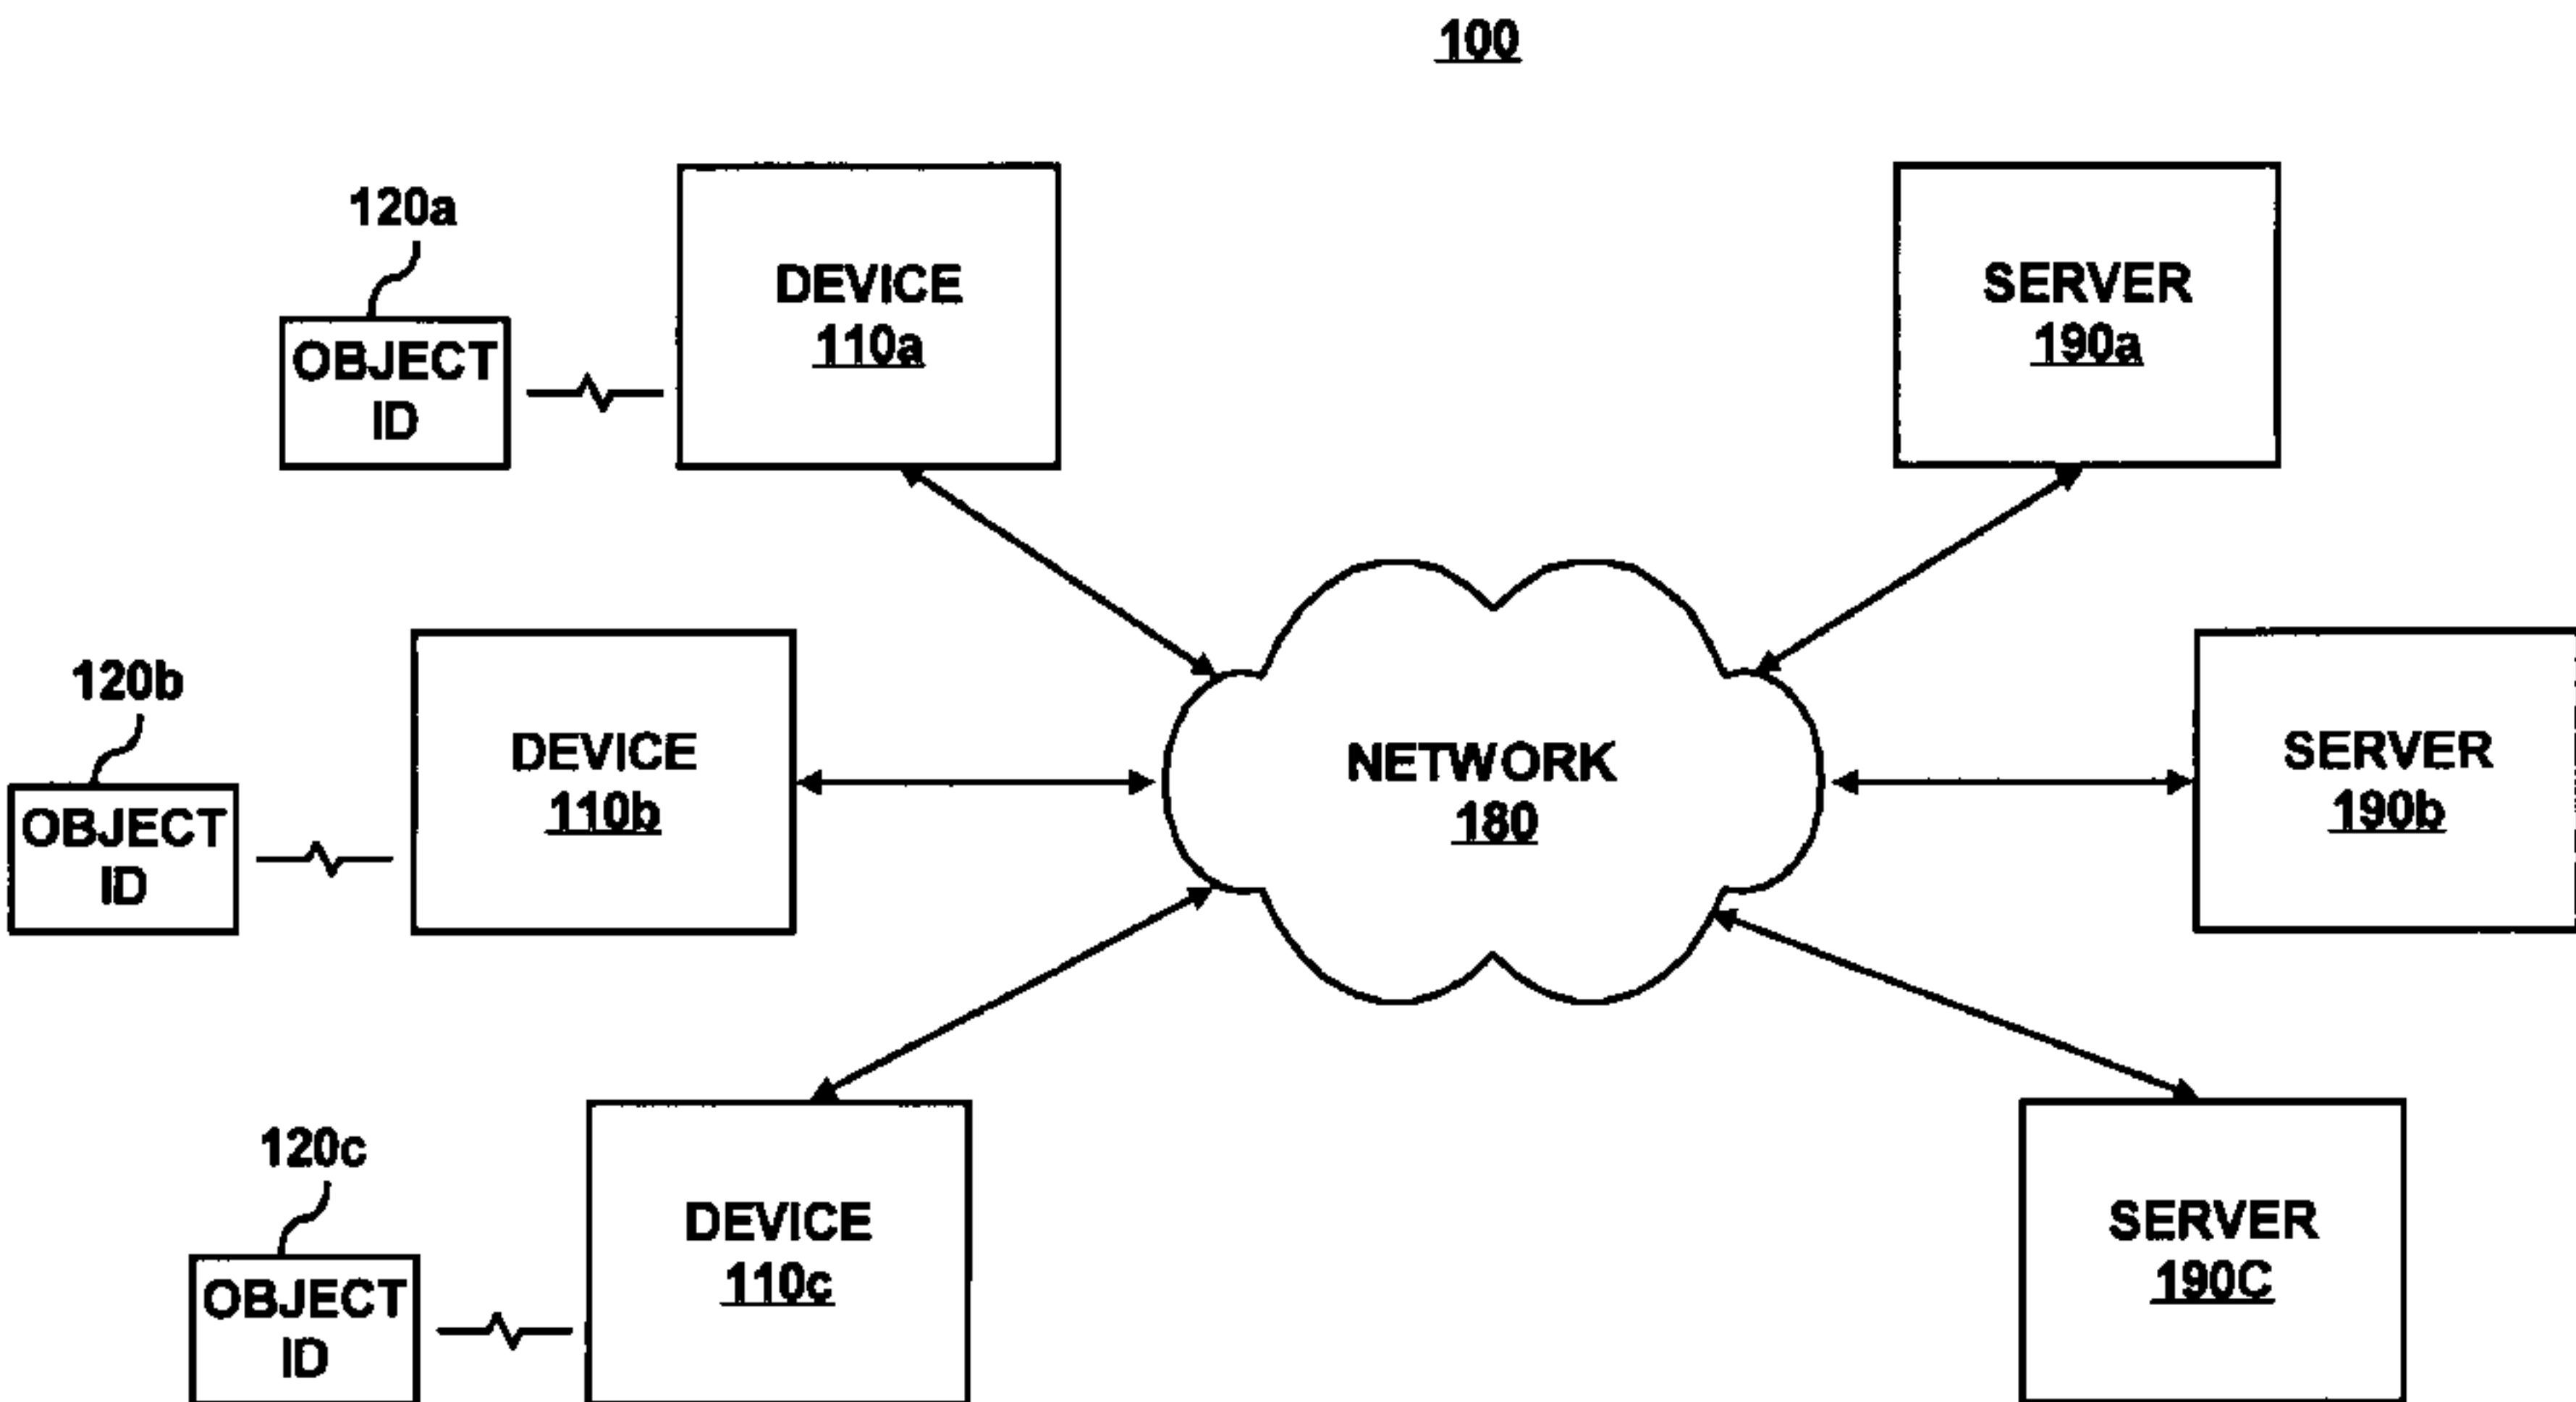 100
120a
OBJECT
ID
DEVICE
110a
SERVER
190a
120b
OBJECT
ID
DEVICE
110b
NETWORK
180
SERVER
190b
120c
OBJECT
ID
DEVICE
110c
SERVER
190C